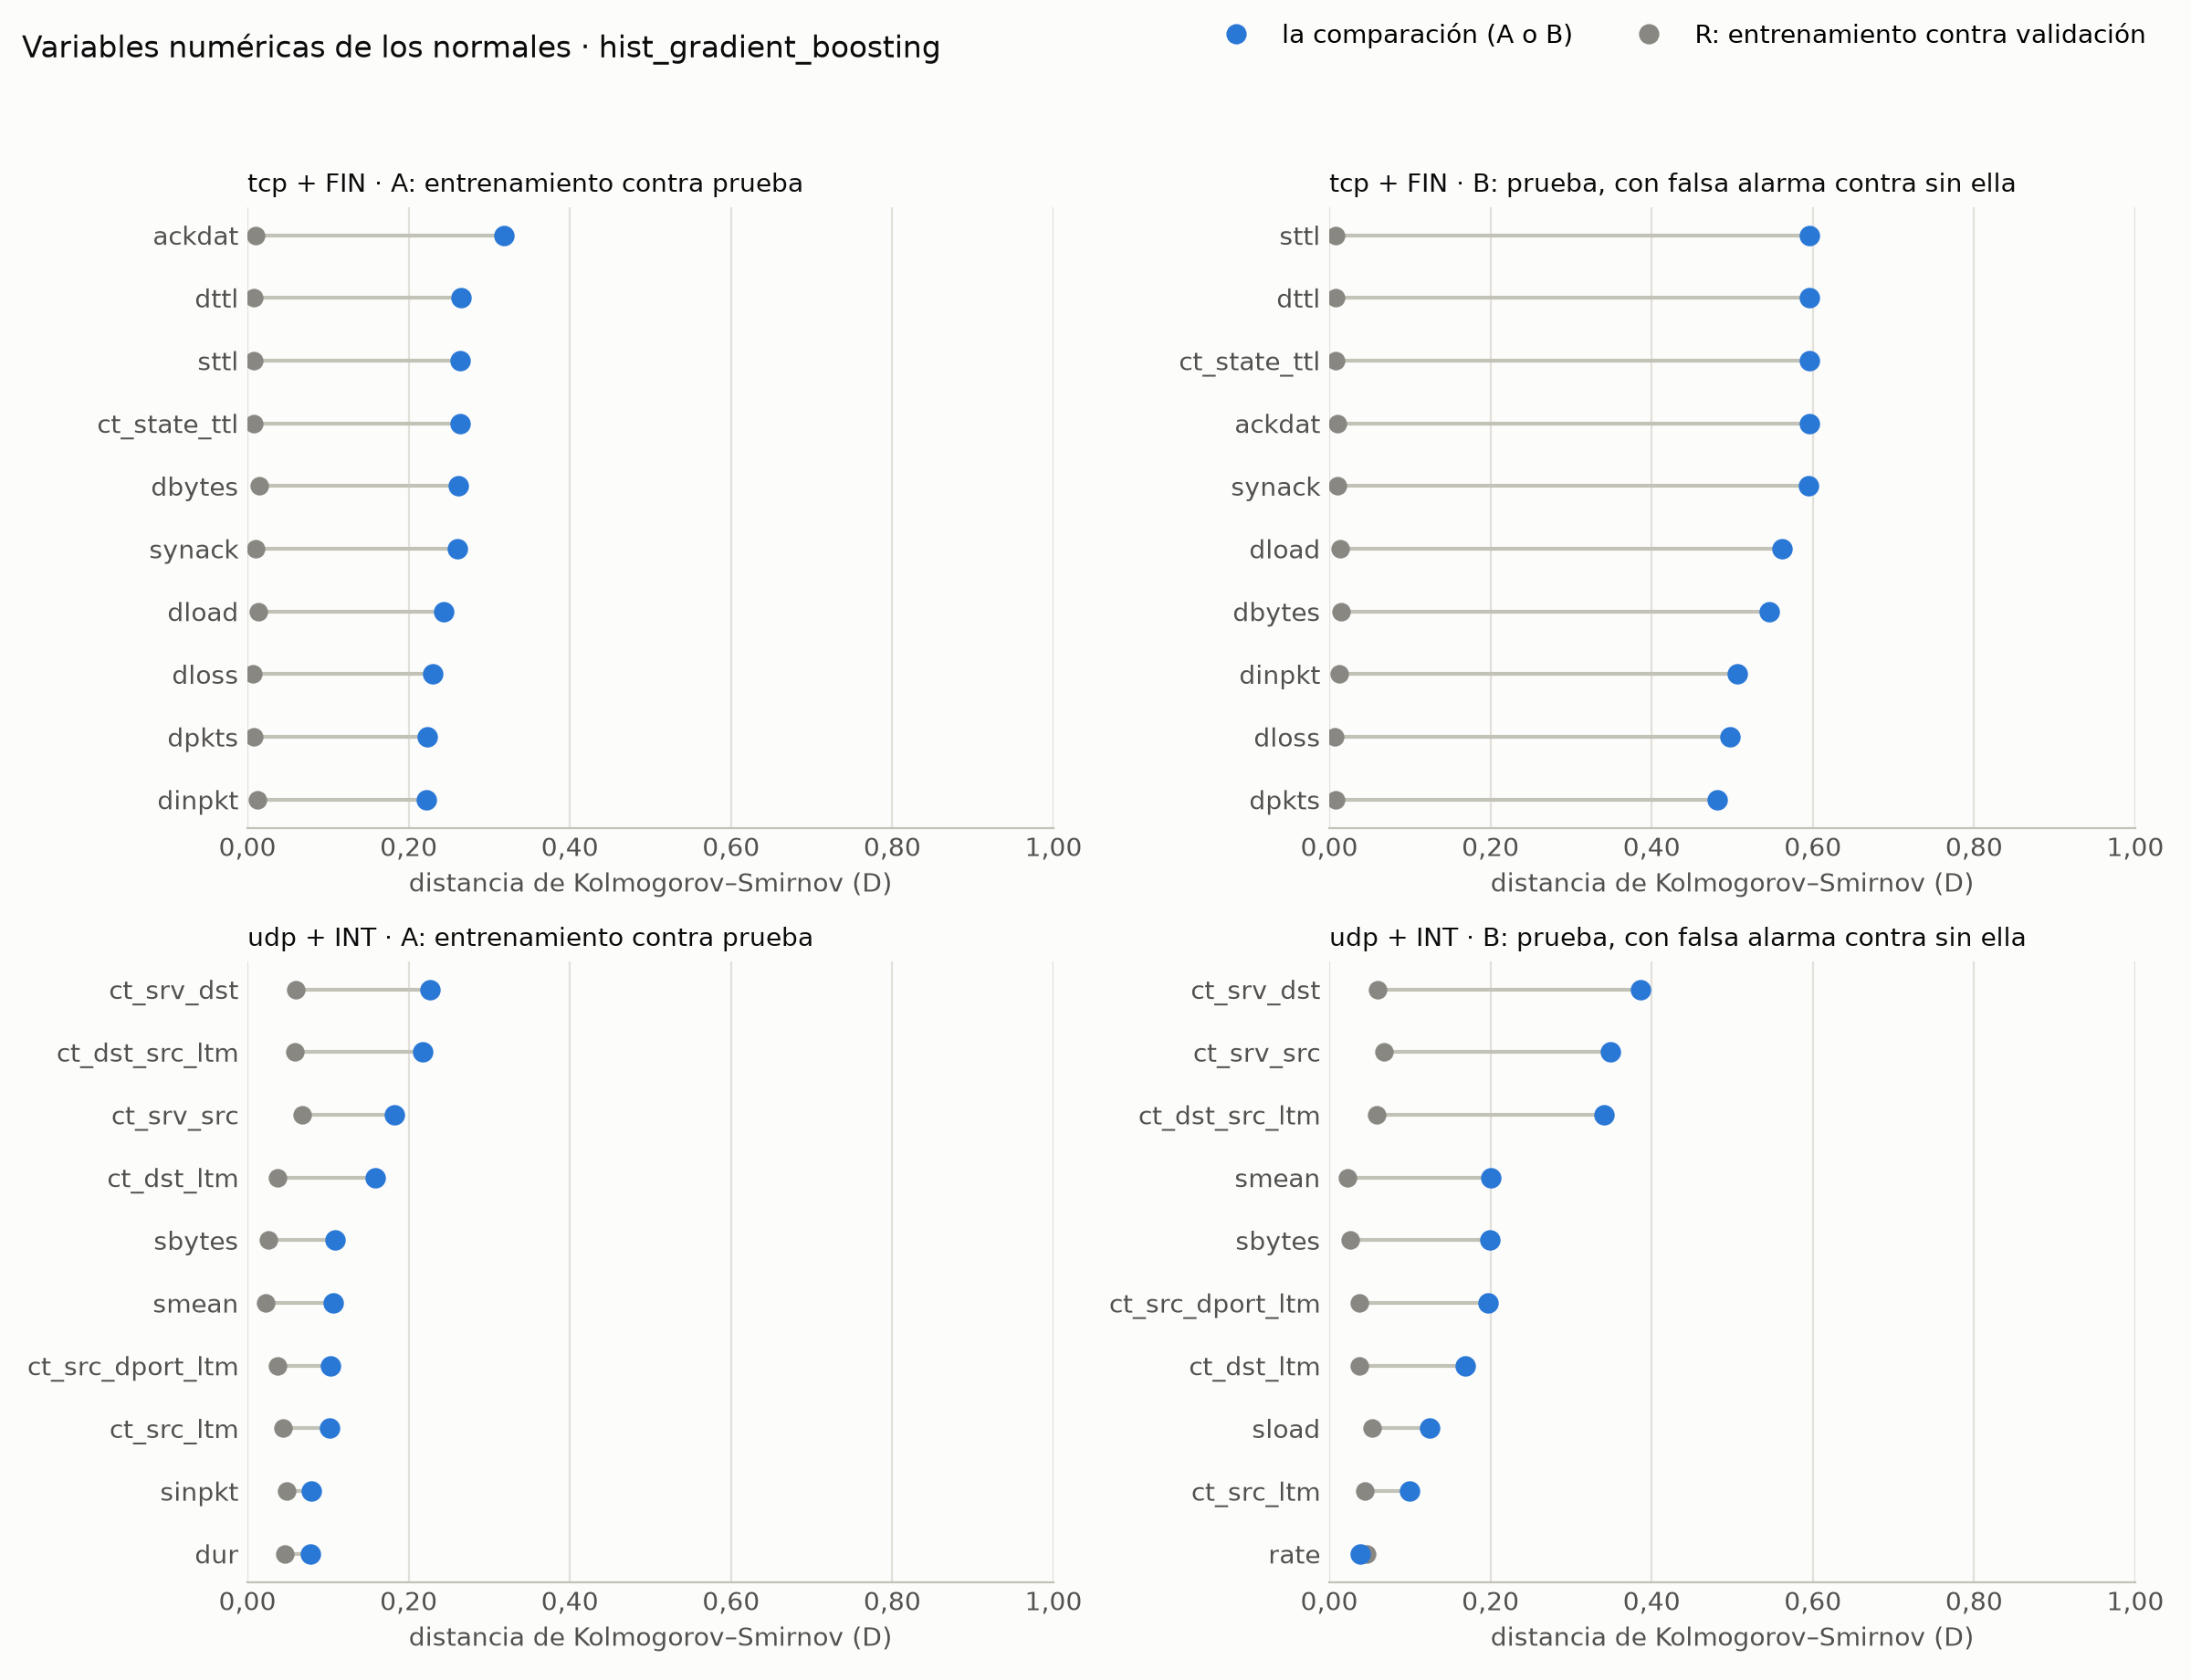 Variables numéricas de los normales · hist_gradient_boosting
la comparación (A o B)
R: entrenamiento contra validación
tcp + FIN · A: entrenamiento contra prueba
ackdat
dttl
sttl
ct_state_ttl
dbytes
synack
dload
dloss
dpkts
dinpkt
0,00 0,20 0,40 0,60 0,80 1,00
distancia de Kolmogorov–Smirnov (D)
tcp + FIN · B: prueba, con falsa alarma contra sin ella
sttl
dttl
ct_state_ttl
ackdat
synack
dload
dbytes
dinpkt
dloss
dpkts
0,00 0,20 0,40 0,60 0,80 1,00
distancia de Kolmogorov–Smirnov (D)
udp + INT · A: entrenamiento contra prueba
ct_srv_dst
ct_dst_src_ltm
ct_srv_src
ct_dst_ltm
sbytes
smean
ct_src_dport_ltm
ct_src_ltm
sinpkt
dur
0,00 0,20 0,40 0,60 0,80 1,00
distancia de Kolmogorov–Smirnov (D)
udp + INT · B: prueba, con falsa alarma contra sin ella
ct_srv_dst
ct_srv_src
ct_dst_src_ltm
smean
sbytes
ct_src_dport_ltm
ct_dst_ltm
sload
ct_src_ltm
rate
0,00 0,20 0,40 0,60 0,80 1,00
distancia de Kolmogorov–Smirnov (D)